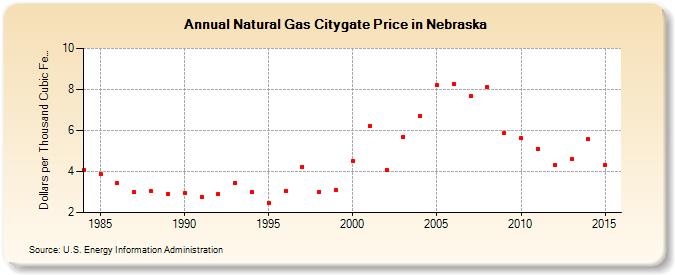 Annual Natural Gas Citygate Price in Nebraska
Dollars per Thousand Cubic Fe...
10
8
6
4
2
1985 1990 1995 2000 2005 2010 2015
Source: U.S. Energy Information Administration